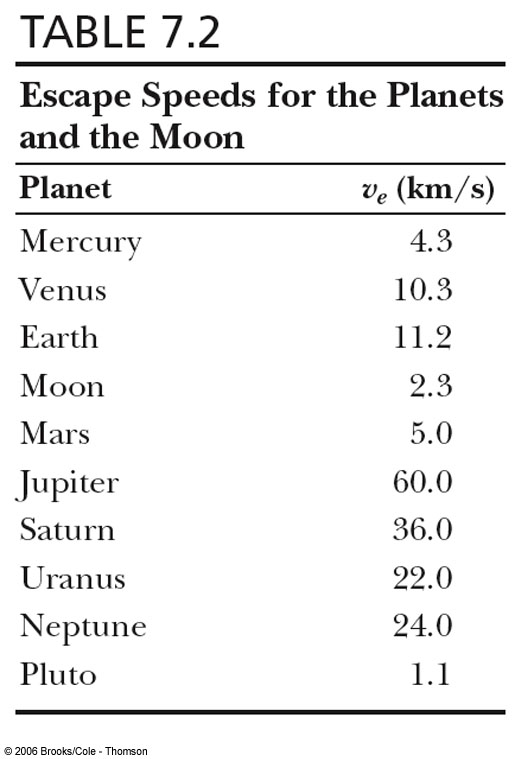 TABLE 7.2
Escape Speeds for the Planets
and the Moon
Planet vₑ (km/s)
Mercury 4.3
Venus 10.3
Earth 11.2
Moon 2.3
Mars 5.0
Jupiter 60.0
Saturn 36.0
Uranus 22.0
Neptune 24.0
Pluto 1.1
© 2006 Brooks/Cole - Thomson